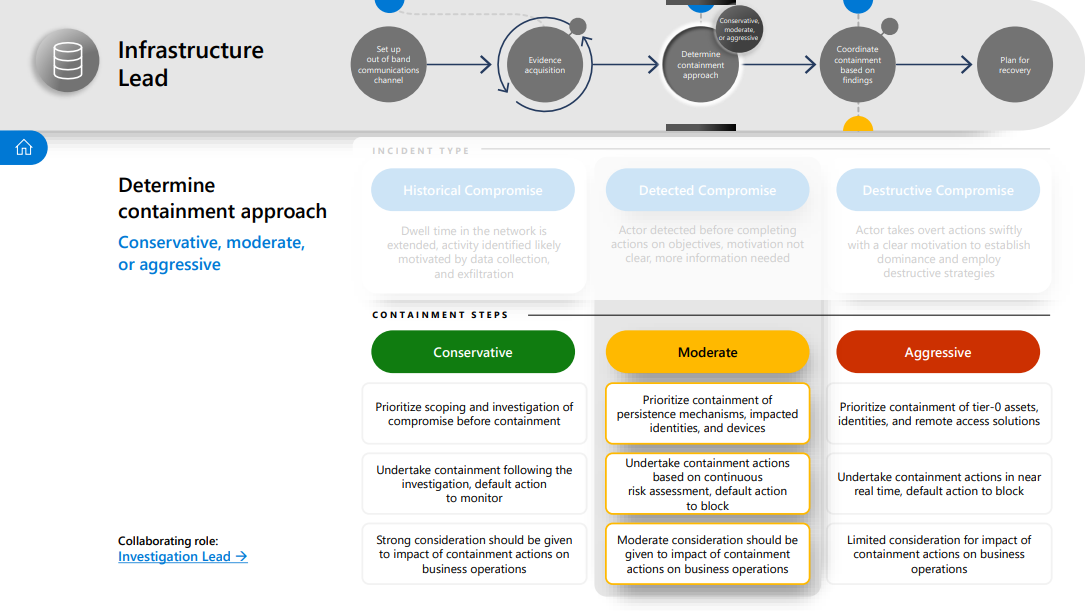 Infrastructure
Lead
Set up
out of band
communications
channel
Evidence
acquisition
Determine
containment
approach
Conservative,
moderate,
or aggressive
Coordinate
containment
based on
findings
Plan for
recovery
Determine
containment approach
Conservative, moderate,
or aggressive
INCIDENT TYPE
Historical Compromise
Dwell time in the network is
extended, activity identified likely
motivated by data collection,
and exfiltration
Detected Compromise
Actor detected before completing
actions on objectives, motivation not
clear, more information needed
Destructive Compromise
Actor takes overt actions swiftly
with a clear motivation to establish
dominance and employ
destructive strategies
CONTAINMENT STEPS
Conservative
Prioritize scoping and investigation of
compromise before containment
Undertake containment following the
investigation, default action
to monitor
Strong consideration should be given
to impact of containment actions on
business operations
Moderate
Prioritize containment of
persistence mechanisms, impacted
identities, and devices
Undertake containment actions
based on continuous
risk assessment, default action
to block
Moderate consideration should be
given to impact of containment
actions on business operations
Aggressive
Prioritize containment of tier-0 assets,
identities, and remote access solutions
Undertake containment actions in near
real time, default action to block
Limited consideration for impact of
containment actions on business
operations
Collaborating role:
Investigation Lead →